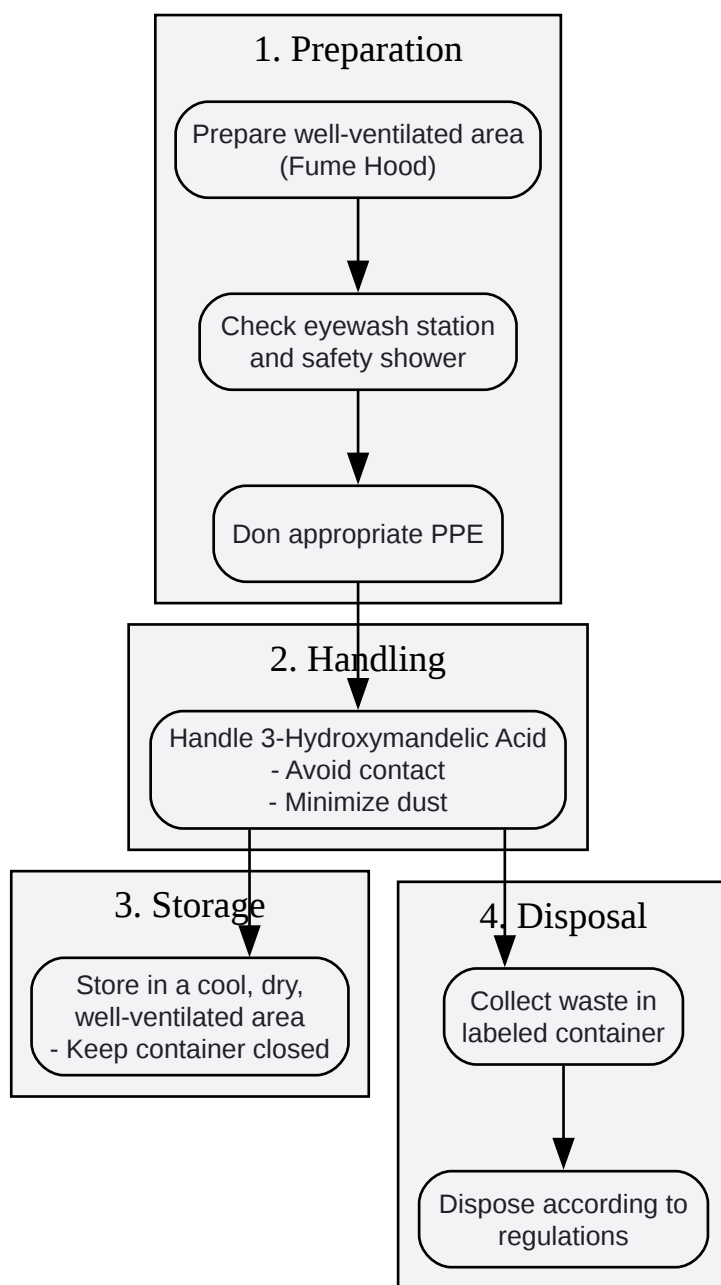 1. Preparation
Prepare well-ventilated area
(Fume Hood)
Check eyewash station
and safety shower
Don appropriate PPE
2. Handling
Handle 3-Hydroxymandelic Acid
- Avoid contact
- Minimize dust
3. Storage
Store in a cool, dry,
well-ventilated area
- Keep container closed
4. Disposal
Collect waste in
labeled container
Dispose according to
regulations